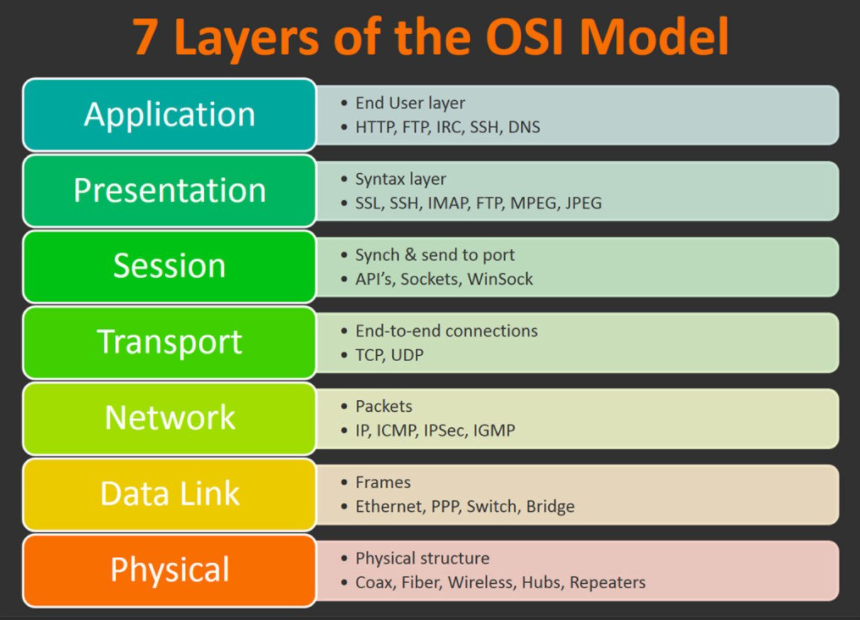 7 Layers of the OSI Model
Application
• End User layer
• HTTP, FTP, IRC, SSH, DNS
Presentation
• Syntax layer
• SSL, SSH, IMAP, FTP, MPEG, JPEG
Session
• Synch & send to port
• API's, Sockets, WinSock
Transport
• End-to-end connections
• TCP, UDP
Network
• Packets
• IP, ICMP, IPSec, IGMP
Data Link
• Frames
• Ethernet, PPP, Switch, Bridge
Physical
• Physical structure
• Coax, Fiber, Wireless, Hubs, Repeaters